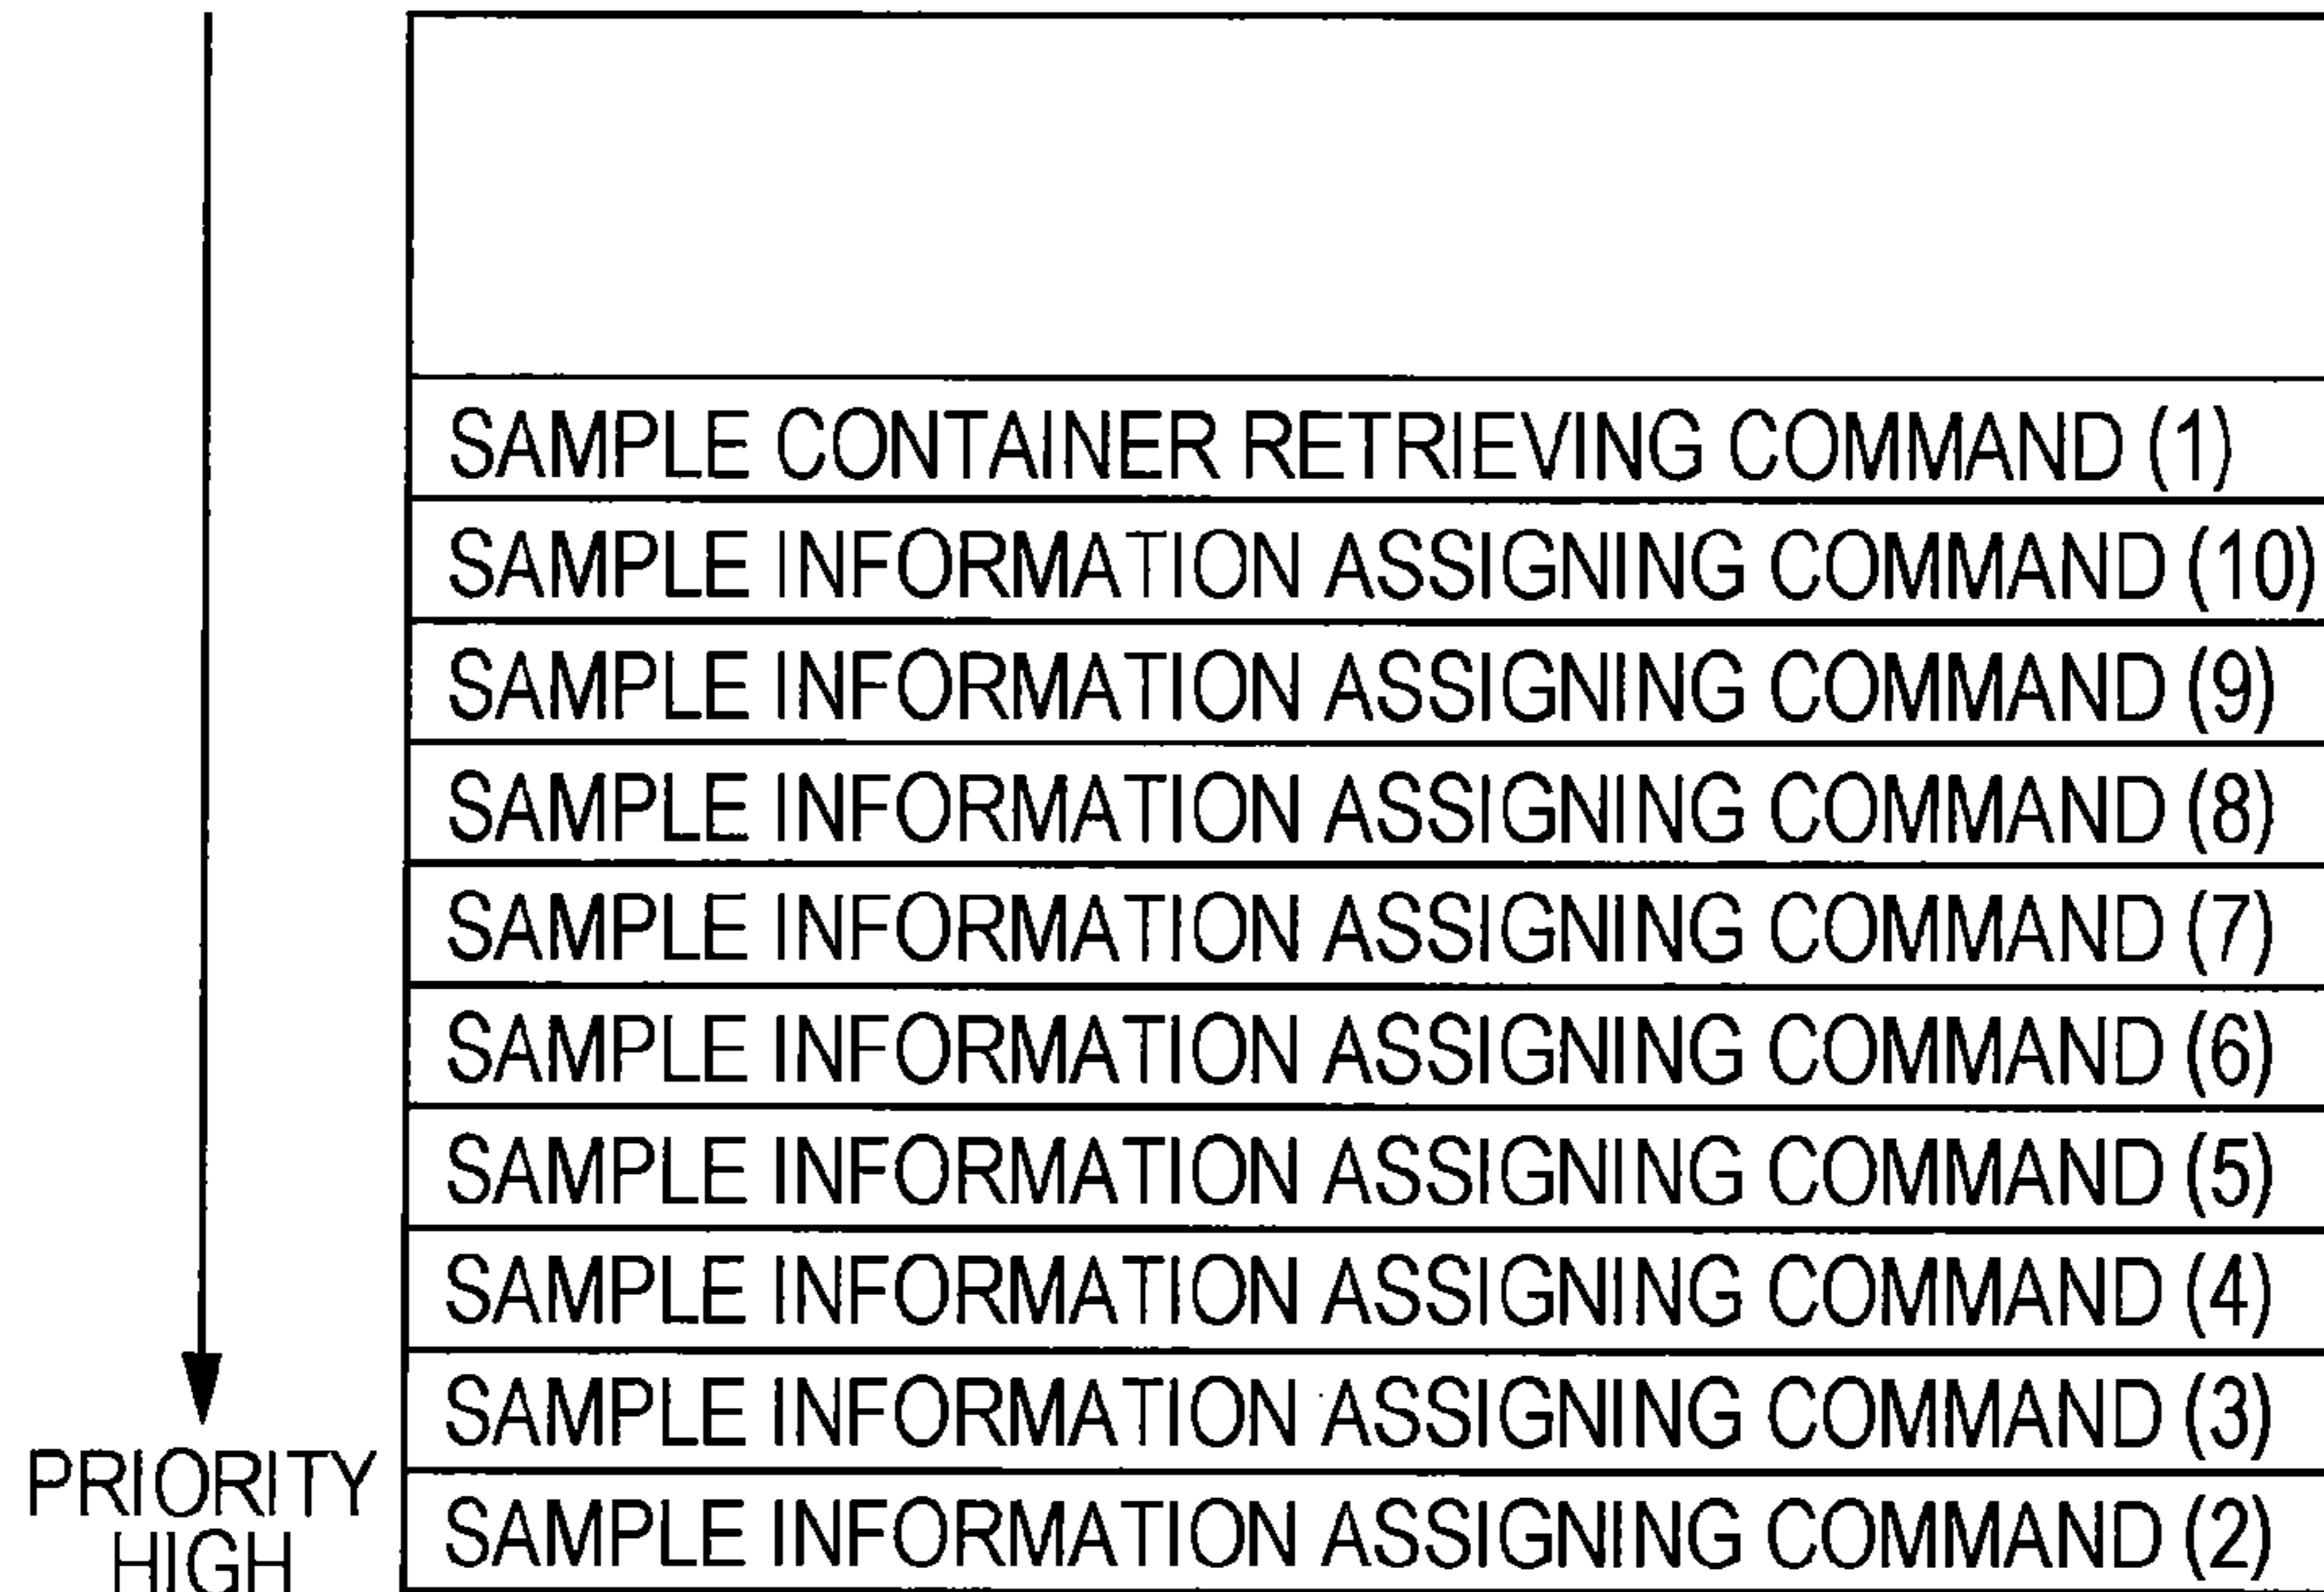 SAMPLE CONTAINER RETRIEVING COMMAND (1)
SAMPLE INFORMATION ASSIGNING COMMAND (10)
SAMPLE INFORMATION ASSIGNING COMMAND (9)
SAMPLE INFORMATION ASSIGNING COMMAND (8)
SAMPLE INFORMATION ASSIGNING COMMAND (7)
SAMPLE INFORMATION ASSIGNING COMMAND (6)
SAMPLE INFORMATION ASSIGNING COMMAND (5)
SAMPLE INFORMATION ASSIGNING COMMAND (4)
SAMPLE INFORMATION ASSIGNING COMMAND (3)
SAMPLE INFORMATION ASSIGNING COMMAND (2)
PRIORITY
HIGH